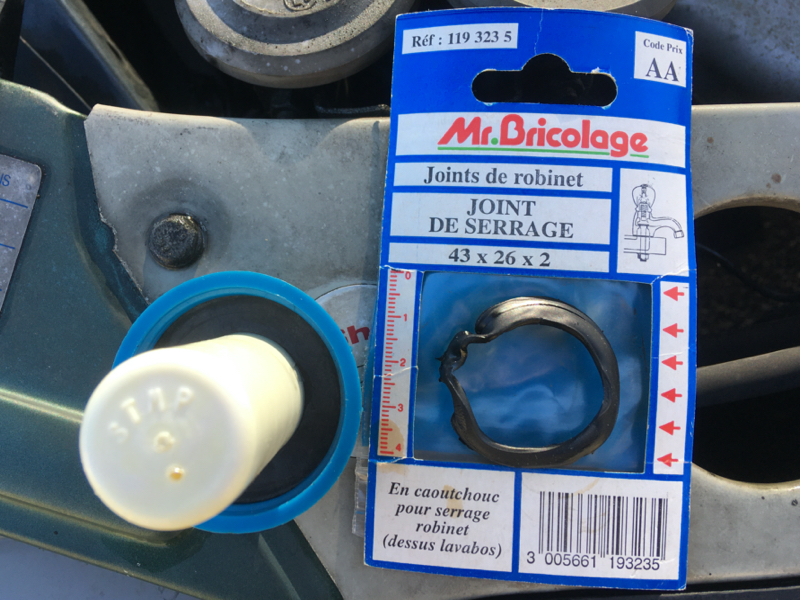 Réf : 119 323 5
Code Prix
AA
Mr.Bricolage
Joints de robinet
JOINT
DE SERRAGE
43 x 26 x 2
0
1
2
3
4
En caoutchouc
pour serrage
robinet
(dessus lavabos)
3 005661 193235